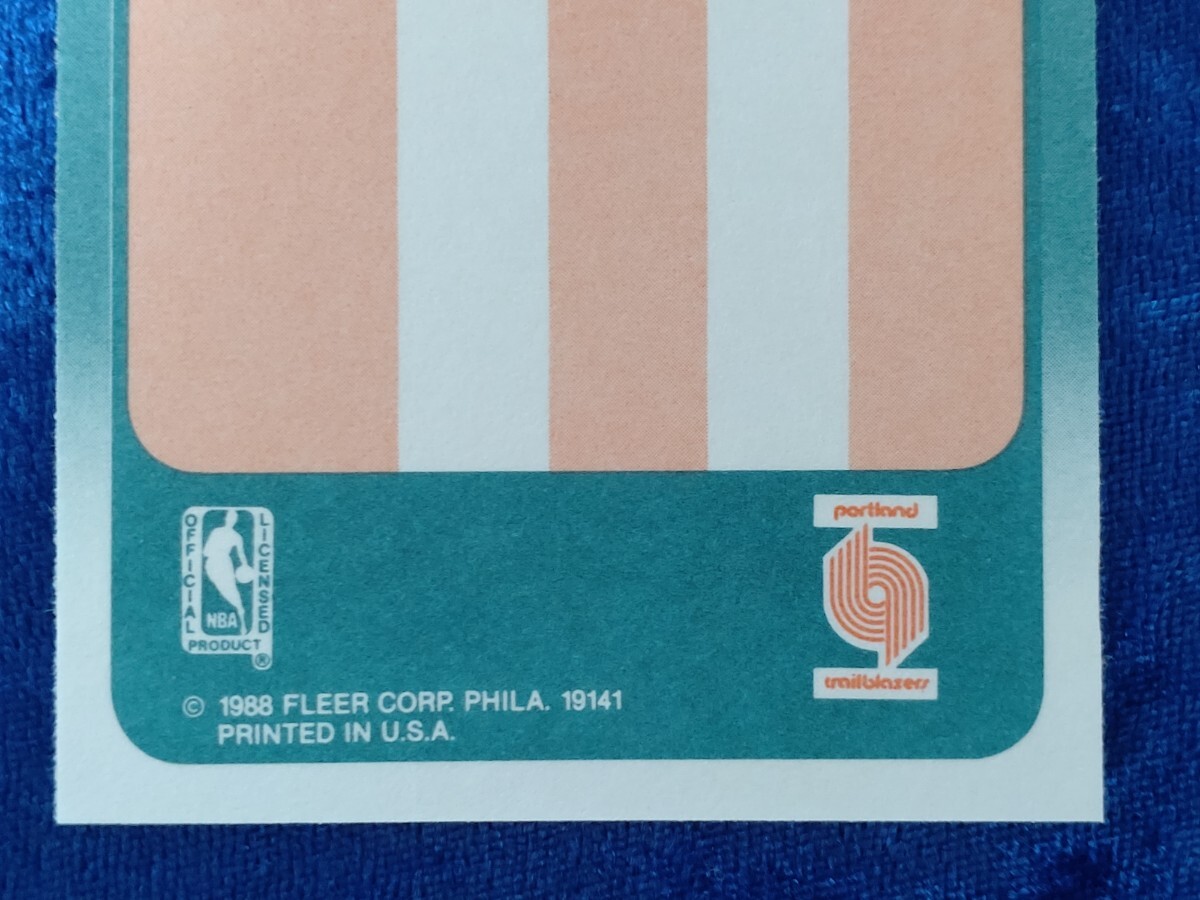 OFFICIAL
LICENSED
NBA
PRODUCT
®
portland
trailblazers
© 1988 FLEER CORP. PHILA. 19141
PRINTED IN U.S.A.